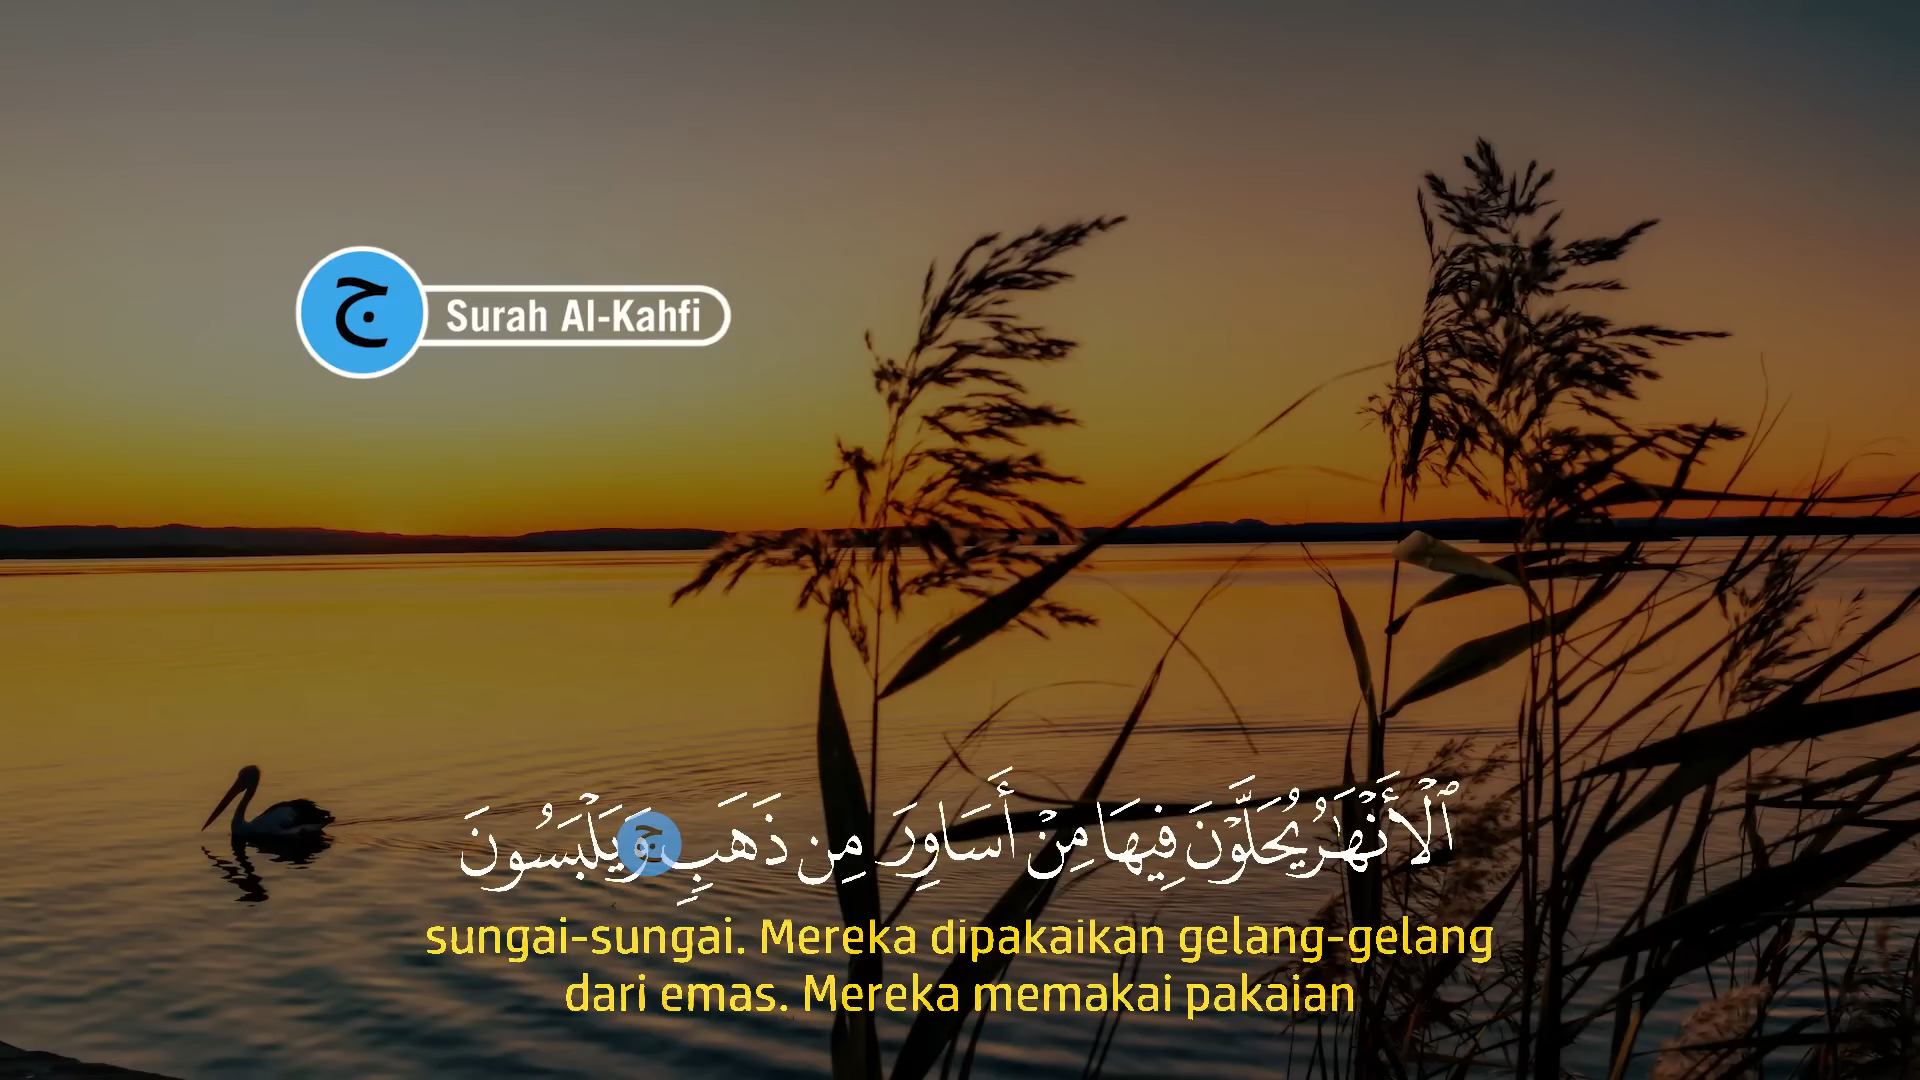 ج
Surah Al-Kahfi
ٱلْأَنْهَٰرُ يُحَلَّوْنَ فِيهَا مِنْ أَسَاوِرَ مِن ذَهَبٍ وَيَلْبَسُونَ
ج
sungai-sungai. Mereka dipakaikan gelang-gelang
dari emas. Mereka memakai pakaian